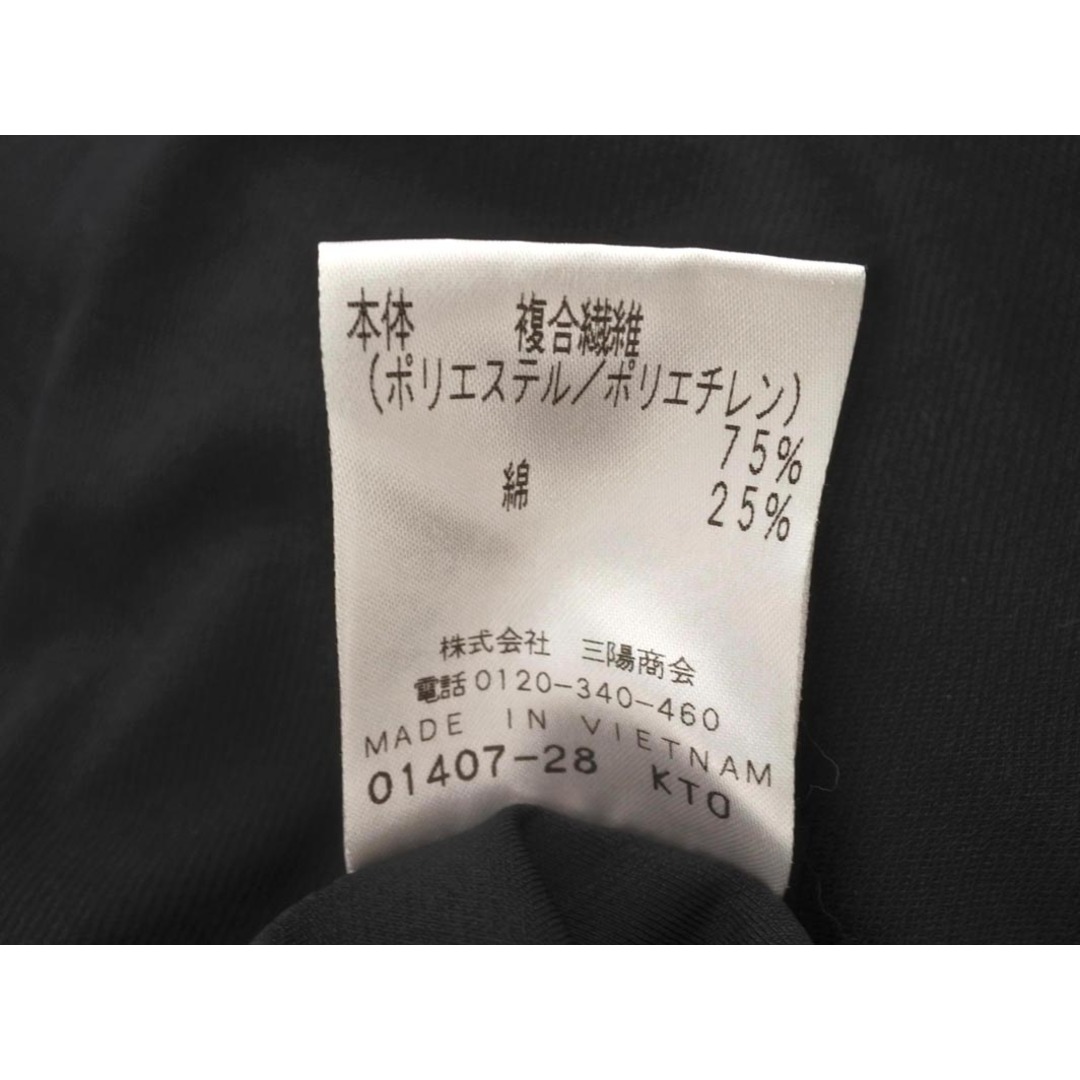 本体 複合繊維
(ポリエステル/ポリエチレン)
75%
綿 25%
株式会社 三陽商会
電話0120-340-460
MADE IN VIETNAM
01407-28 KTO